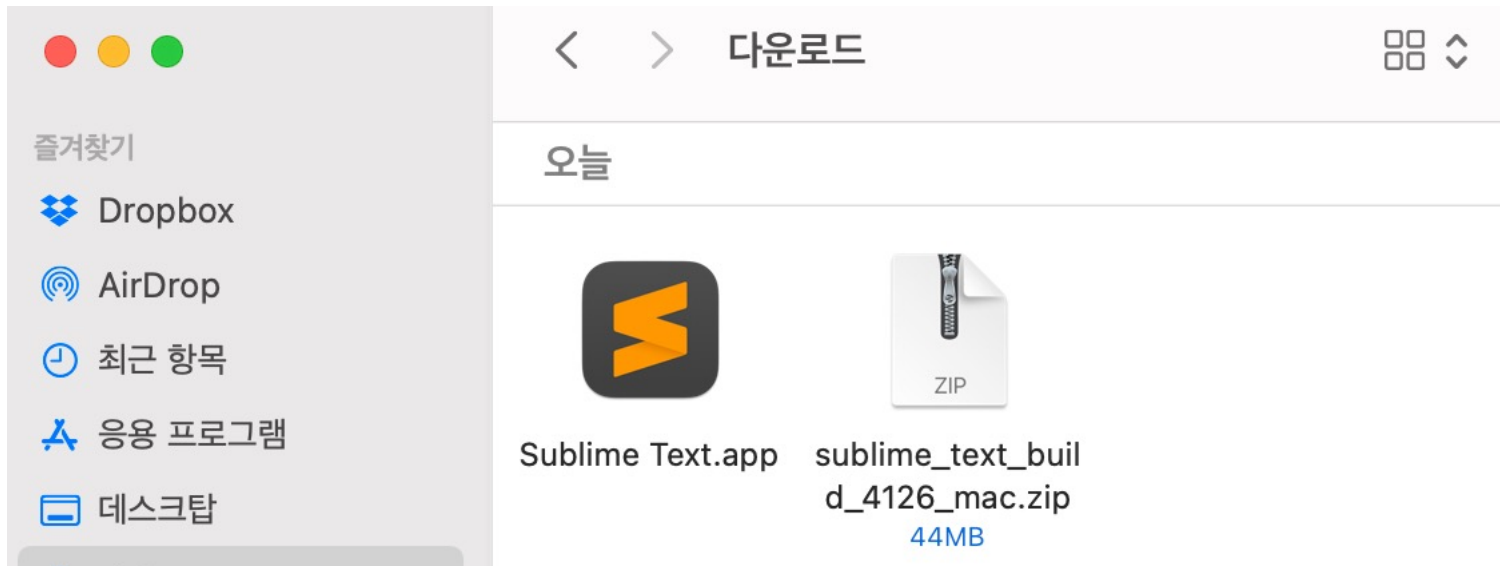 다운로드
즐겨찾기
Dropbox
AirDrop
최근 항목
응용 프로그램
데스크탑
오늘
ZIP
Sublime Text.app
sublime_text_buil
d_4126_mac.zip
44MB